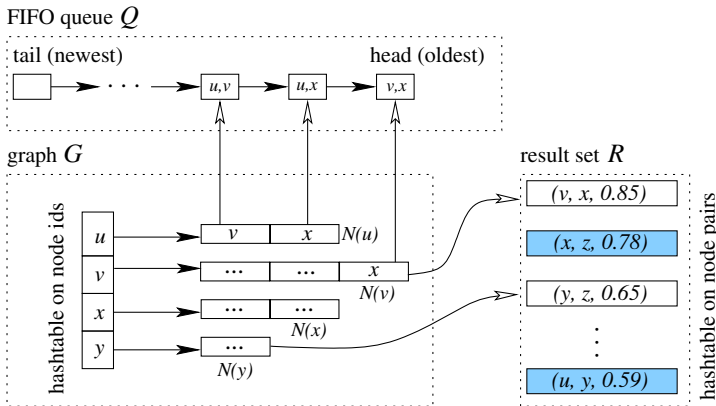 FIFO queue Q
tail (newest)
head (oldest)
. . .
u,v
u,x
v,x
graph G
hashtable on node ids
u
v
x
N(u)
v
...
...
x
N(v)
x
...
...
N(x)
y
...
N(y)
result set R
(v, x, 0.85)
(x, z, 0.78)
(y, z, 0.65)
(u, y, 0.59)
hashtable on node pairs